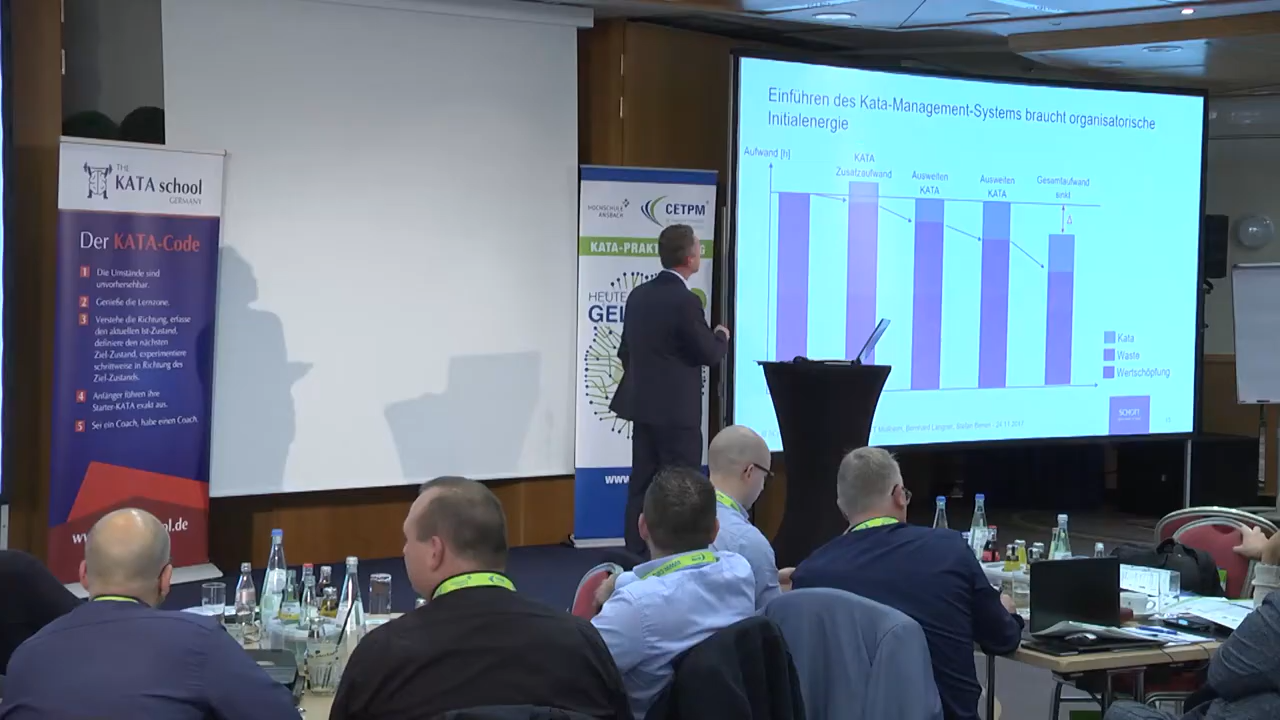 THE
KATA school
GERMANY
Der KATA-Code
1 Die Umstände sind
unvorhersehbar.
2 Genieße die Lernzone.
3 Verstehe die Richtung, erfasse
den aktuellen Ist-Zustand,
definiere den nächsten
Ziel-Zustand, experimentiere
schrittweise in Richtung des
Ziel-Zustands.
4 Anfänger führen ihre
Starter-KATA exakt aus.
5 Sei ein Coach, habe einen Coach.
HOCHSCHULE
ANSBACH
CETPM
KATA-PRAKT
HEUTE
GEL
www
Einführen des Kata-Management-Systems braucht organisatorische
Initialenergie
Aufwand [h]
KATA
Zusatzaufwand
Ausweiten
KATA
Ausweiten
KATA
Gesamtaufwand
sinkt
Δ
Kata
Waste
Wertschöpfung
SCHOTT